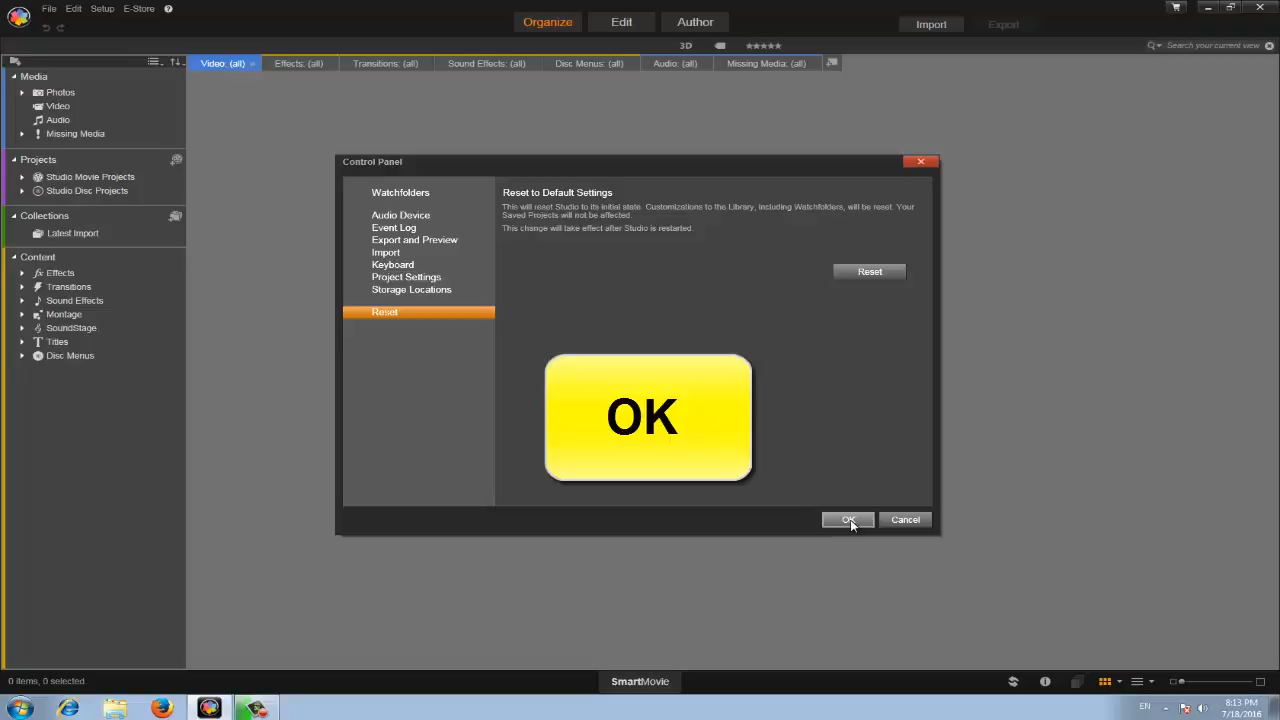 File Edit Setup E-Store
Organize Edit Author
Import Export
3D
Search your current view
Video: (all) Effects: (all) Transitions: (all) Sound Effects: (all) Disc Menus: (all) Audio: (all) Missing Media: (all)
Media
Photos
Video
Audio
Missing Media
Projects
Studio Movie Projects
Studio Disc Projects
Collections
Latest Import
Content
Effects
Transitions
Sound Effects
Montage
SoundStage
Titles
Disc Menus
Control Panel
Watchfolders
Audio Device
Event Log
Export and Preview
Import
Keyboard
Project Settings
Storage Locations
Reset
Reset to Default Settings
This will reset Studio to its initial state. Customizations to the Library, including Watchfolders, will be reset. Your
Saved Projects will not be affected.
This change will take effect after Studio is restarted.
Reset
OK
OK Cancel
0 items, 0 selected.
SmartMovie
EN
8:13 PM
7/18/2016